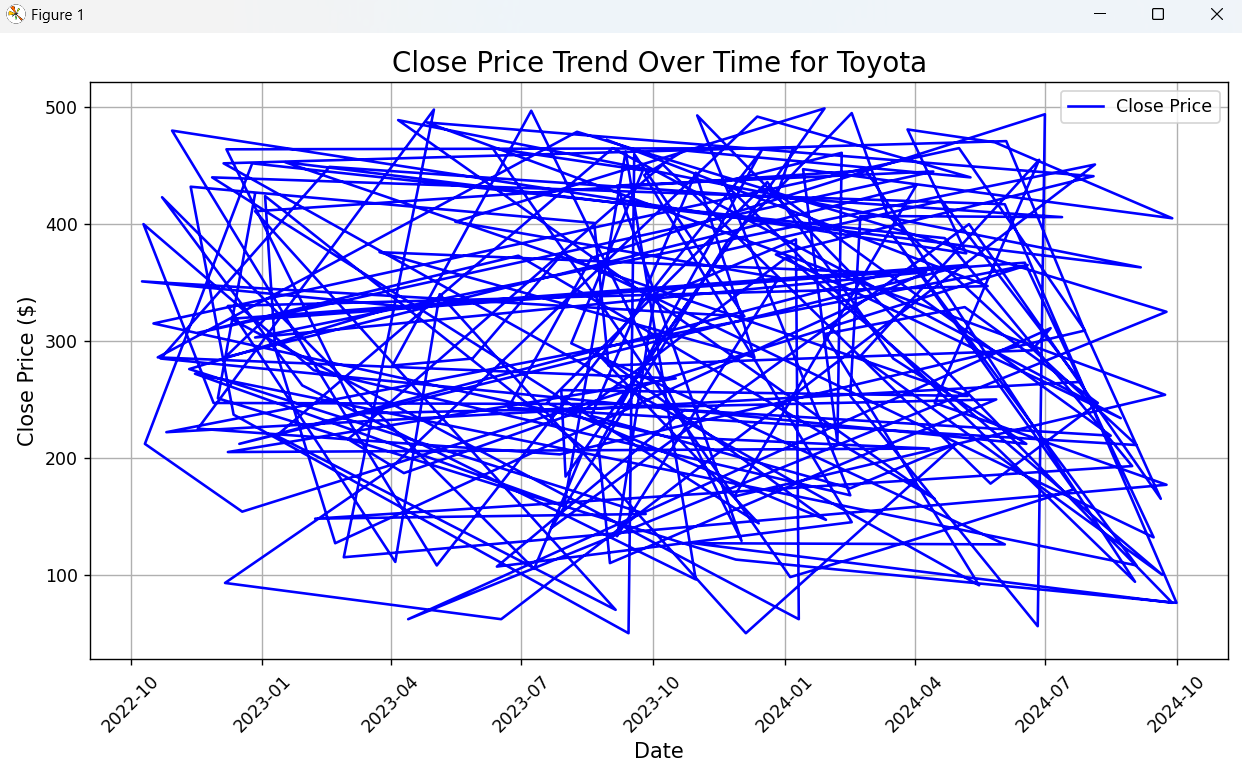 Figure 1
Close Price Trend Over Time for Toyota
Close Price
Close Price ($)
500
400
300
200
100
2022-10
2023-01
2023-04
2023-07
2023-10
2024-01
2024-04
2024-07
2024-10
Date